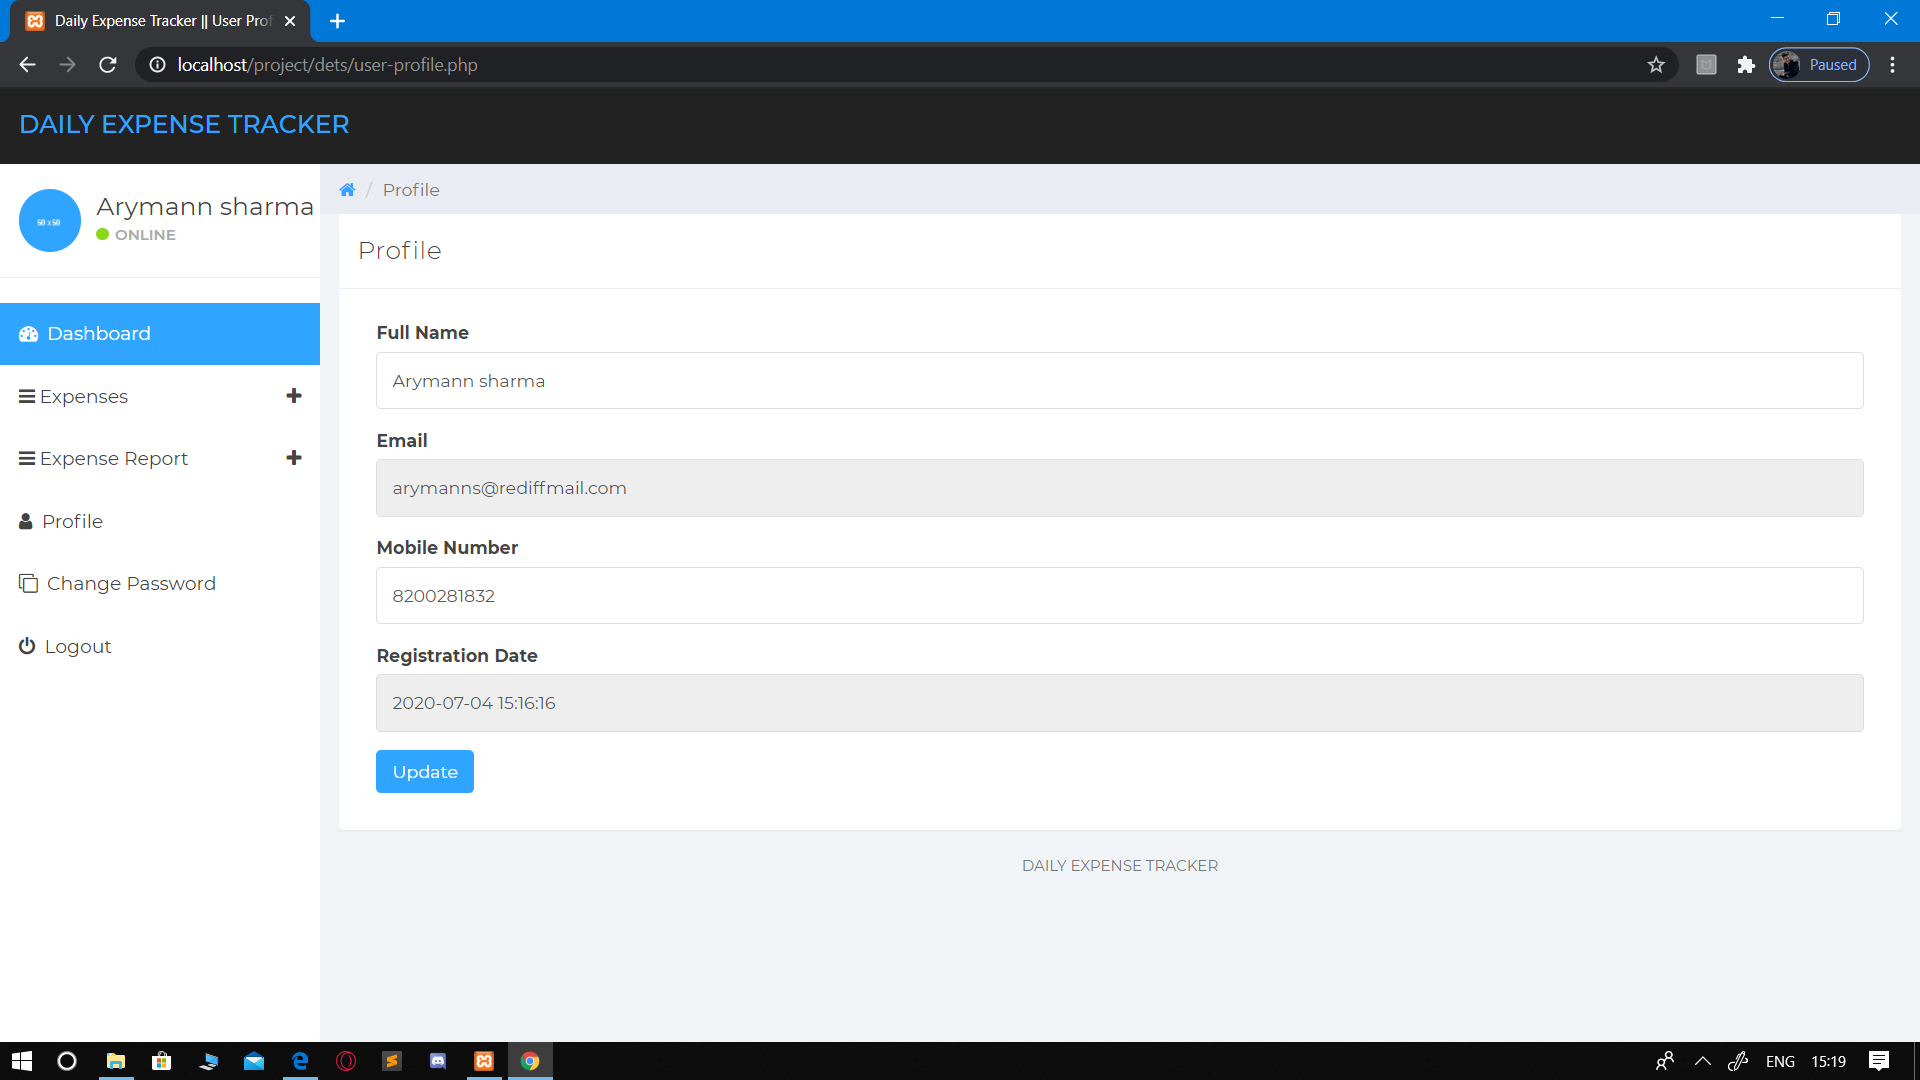 Daily Expense Tracker || User Prof
localhost/project/dets/user-profile.php
Paused
DAILY EXPENSE TRACKER
50 x 50
Arymann sharma
ONLINE
Dashboard
Expenses
Expense Report
Profile
Change Password
Logout
/ Profile
Profile
Full Name
Arymann sharma
Email
arymanns@rediffmail.com
Mobile Number
8200281832
Registration Date
2020-07-04 15:16:16
Update
DAILY EXPENSE TRACKER
ENG
15:19